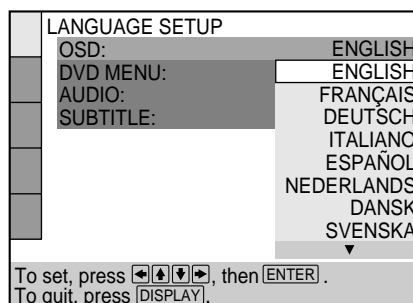 LANGUAGE SETUP
OSD: ENGLISH
DVD MENU: ENGLISH
AUDIO: FRANÇAIS
SUBTITLE: DEUTSCH
ITALIANO
ESPAÑOL
NEDERLANDS
DANSK
SVENSKA
▼
To set, press ←↑↓→, then ENTER .
To quit, press DISPLAY.